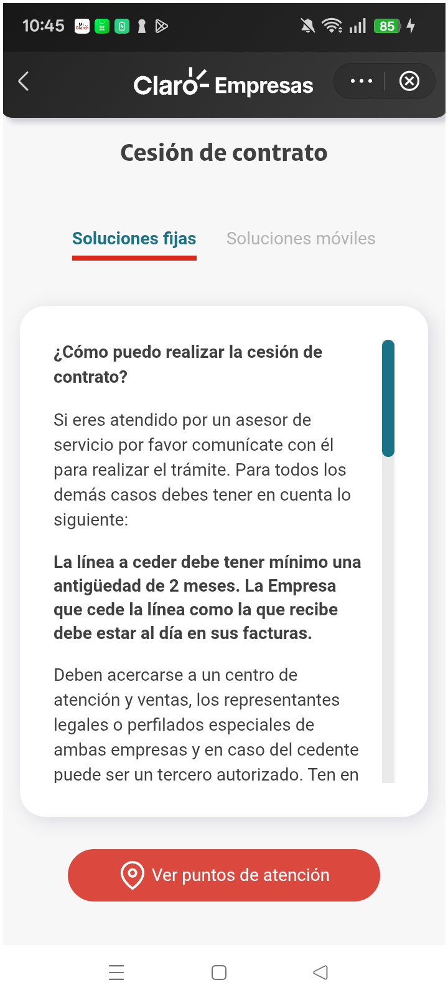 10:45
85
Claro Empresas
Cesión de contrato
Soluciones fijas Soluciones móviles
¿Cómo puedo realizar la cesión de
contrato?
Si eres atendido por un asesor de
servicio por favor comunícate con él
para realizar el trámite. Para todos los
demás casos debes tener en cuenta lo
siguiente:
La línea a ceder debe tener mínimo una
antigüedad de 2 meses. La Empresa
que cede la línea como la que recibe
debe estar al día en sus facturas.
Deben acercarse a un centro de
atención y ventas, los representantes
legales o perfilados especiales de
ambas empresas y en caso del cedente
puede ser un tercero autorizado. Ten en
Ver puntos de atención